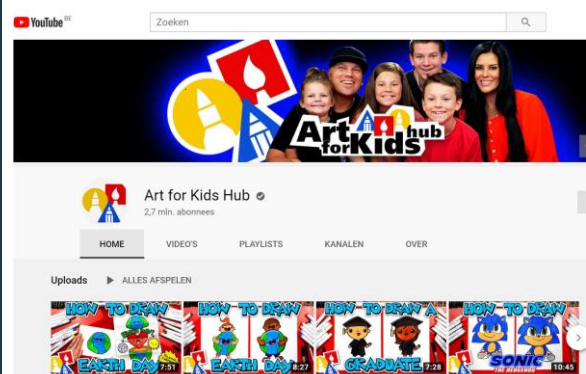 YouTube BE
Zoeken
Art
for Kids hub
Art for Kids Hub
2,7 mln. abonnees
HOME VIDEO'S PLAYLISTS KANALEN OVER
Uploads ALLES AFSPELEN
HOW TO DRAW HOW TO DRAW HOW TO DRAW A HOW TO DRAW
EARTH DAY 7:51 EARTH DAY 8:27 GRADUATE 7:28 SONIC THE HEDGEHOG 10:45